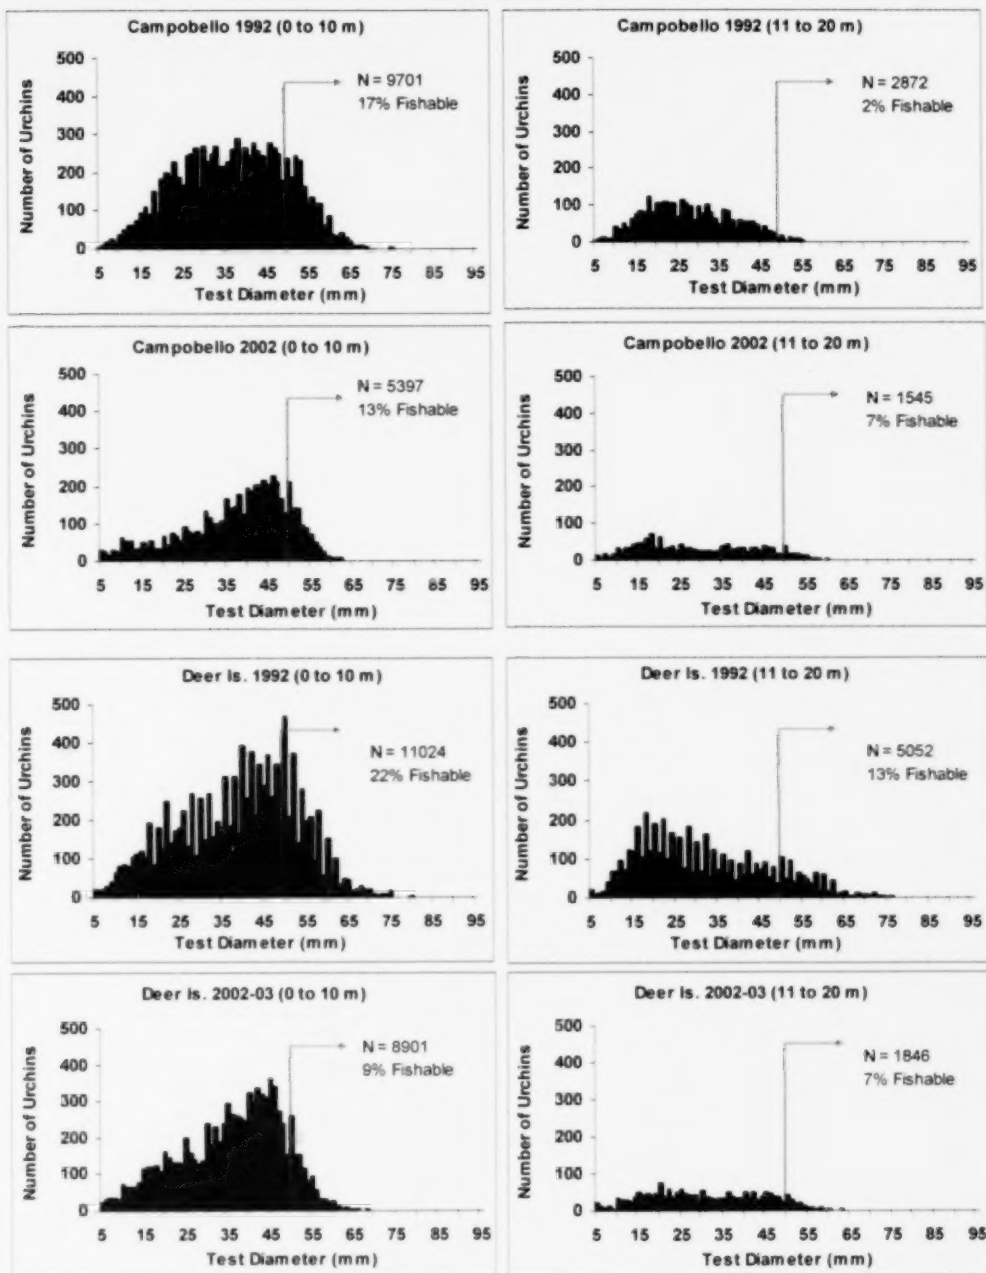 Campobello 1992 (0 to 10 m)
500
400
300
200
100
0
Number of Urchins
N = 9701
17% Fishable
5 15 25 35 45 55 65 75 85 95
Test Diameter (mm)
Campobello 1992 (11 to 20 m)
500
400
300
200
100
0
Number of Urchins
N = 2872
2% Fishable
5 15 25 35 45 55 65 75 85 95
Test Diameter (mm)
Campobello 2002 (0 to 10 m)
500
400
300
200
100
0
Number of Urchins
N = 5397
13% Fishable
5 15 25 35 45 55 65 75 85 95
Test Diameter (mm)
Campobello 2002 (11 to 20 m)
500
400
300
200
100
0
Number of Urchins
N = 1545
7% Fishable
5 15 25 35 45 55 65 75 85 95
Test Diameter (mm)
Deer Is. 1992 (0 to 10 m)
500
400
300
200
100
0
Number of Urchins
N = 11024
22% Fishable
5 15 25 35 45 55 65 75 85 95
Test Diameter (mm)
Deer Is. 1992 (11 to 20 m)
500
400
300
200
100
0
Number of Urchins
N = 5052
13% Fishable
5 15 25 35 45 55 65 75 85 95
Test Diameter (mm)
Deer Is. 2002-03 (0 to 10 m)
500
400
300
200
100
0
Number of Urchins
N = 8901
9% Fishable
5 15 25 35 45 55 65 75 85 95
Test Diameter (mm)
Deer Is. 2002-03 (11 to 20 m)
500
400
300
200
100
0
Number of Urchins
N = 1846
7% Fishable
5 15 25 35 45 55 65 75 85 95
Test Diameter (mm)